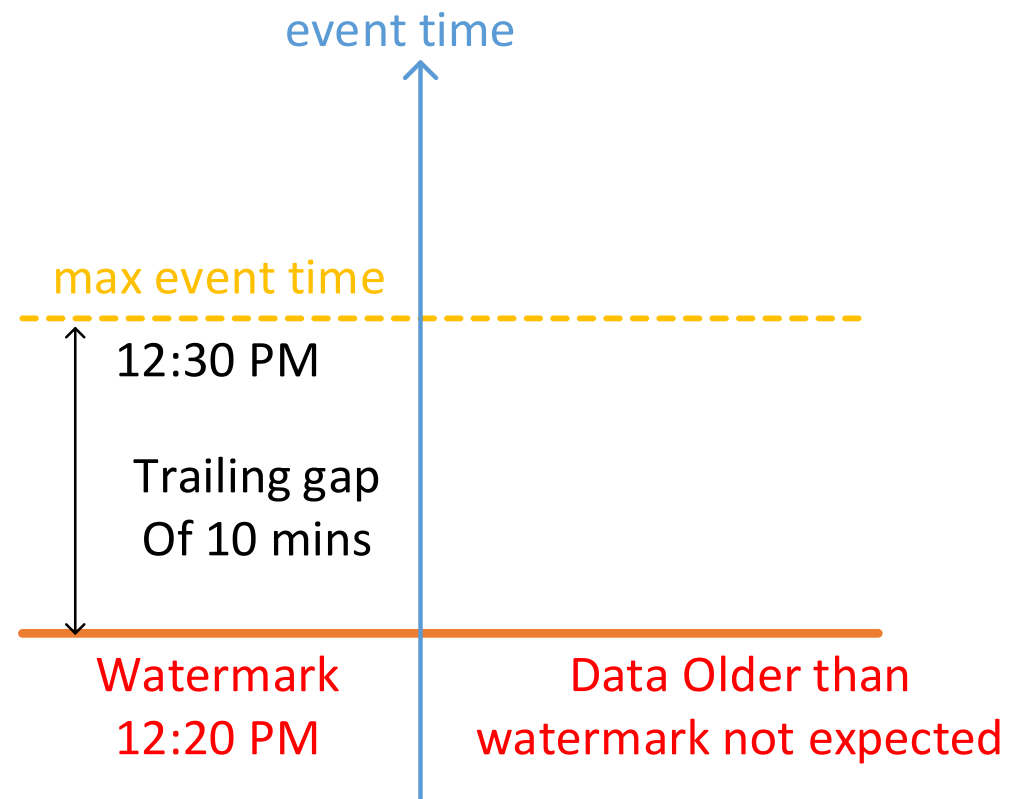 event time
max event time
12:30 PM
Trailing gap
Of 10 mins
Watermark
12:20 PM
Data Older than
watermark not expected